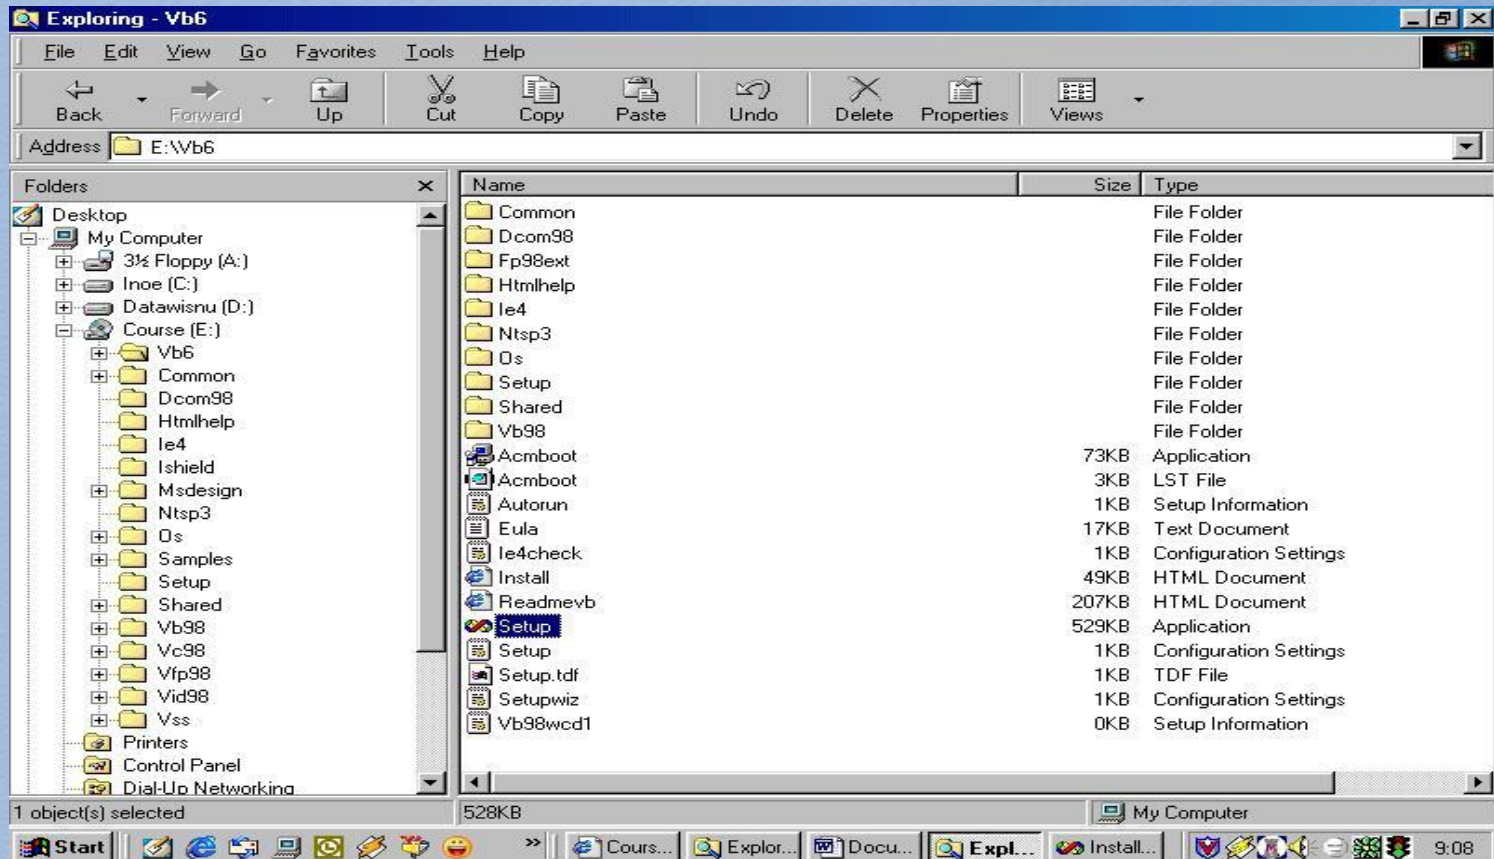 Exploring - Vb6
File Edit View Go Favorites Tools Help
Back Forward Up Cut Copy Paste Undo Delete Properties Views
Address E:\Vb6
Folders
Desktop
My Computer
3½ Floppy (A:)
Inoe (C:)
Datawisnu (D:)
Course (E:)
Vb6
Common
Dcom98
Htmlhelp
Ie4
Ishield
Msdesign
Ntsp3
Os
Samples
Setup
Shared
Vb98
Vc98
Vfp98
Vid98
Vss
Printers
Control Panel
Dial-Up Networking
Name Size Type
Common File Folder
Dcom98 File Folder
Fp98ext File Folder
Htmlhelp File Folder
Ie4 File Folder
Ntsp3 File Folder
Os File Folder
Setup File Folder
Shared File Folder
Vb98 File Folder
Acmboot 73KB Application
Acmboot 3KB LST File
Autorun 1KB Setup Information
Eula 17KB Text Document
Ie4check 1KB Configuration Settings
Install 49KB HTML Document
Readmevb 207KB HTML Document
Setup 529KB Application
Setup 1KB Configuration Settings
Setup.tdf 1KB TDF File
Setupwiz 1KB Configuration Settings
Vb98wcd1 0KB Setup Information
1 object(s) selected 528KB My Computer
Start » Cours... Explor... Docu... Expl... Install... 9:08